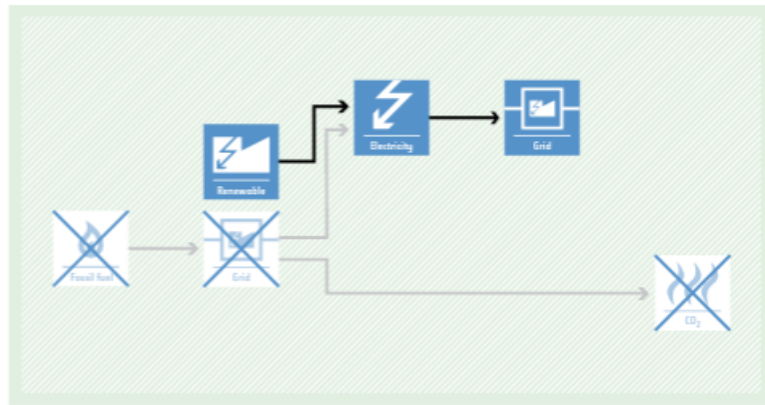 Electricity
Grid
Renewable
Fossil fuel
Grid
CO₂